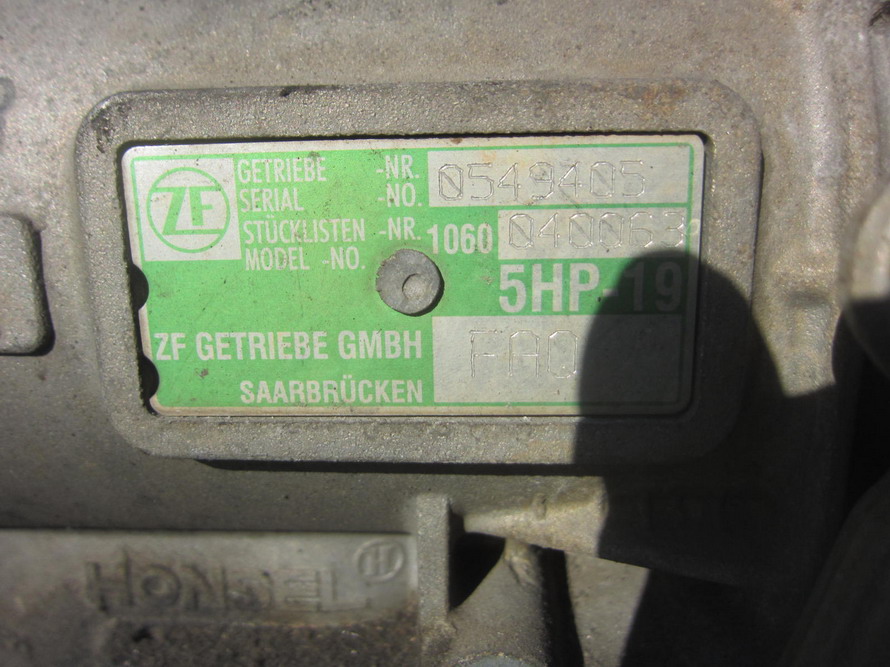 ZF
GETRIEBE -NR. 0549405
SERIAL -NO.
STÜCKLISTEN -NR. 1060 040063
MODEL -NO.
5HP-19
ZF GETRIEBE GMBH FAQ
SAARBRÜCKEN
HONSEL H